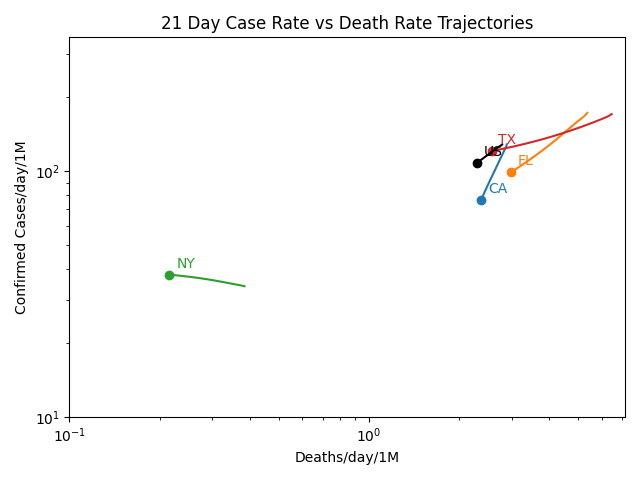 21 Day Case Rate vs Death Rate Trajectories
Confirmed Cases/day/1M
10²
10¹
TX
US
FL
CA
NY
10⁻¹
10⁰
Deaths/day/1M